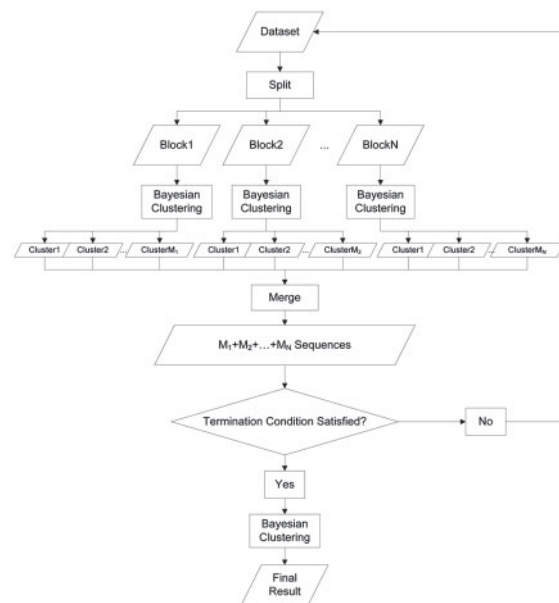 Dataset
Split
Block1
Block2
...
BlockN
Bayesian
Clustering
Bayesian
Clustering
Bayesian
Clustering
Cluster1
Cluster2
...
ClusterM₁
Cluster1
Cluster2
...
ClusterM₂
Cluster1
Cluster2
...
ClusterMN
Merge
M₁+M₂+...+MN Sequences
Termination Condition Satisfied?
No
Yes
Bayesian
Clustering
Final
Result